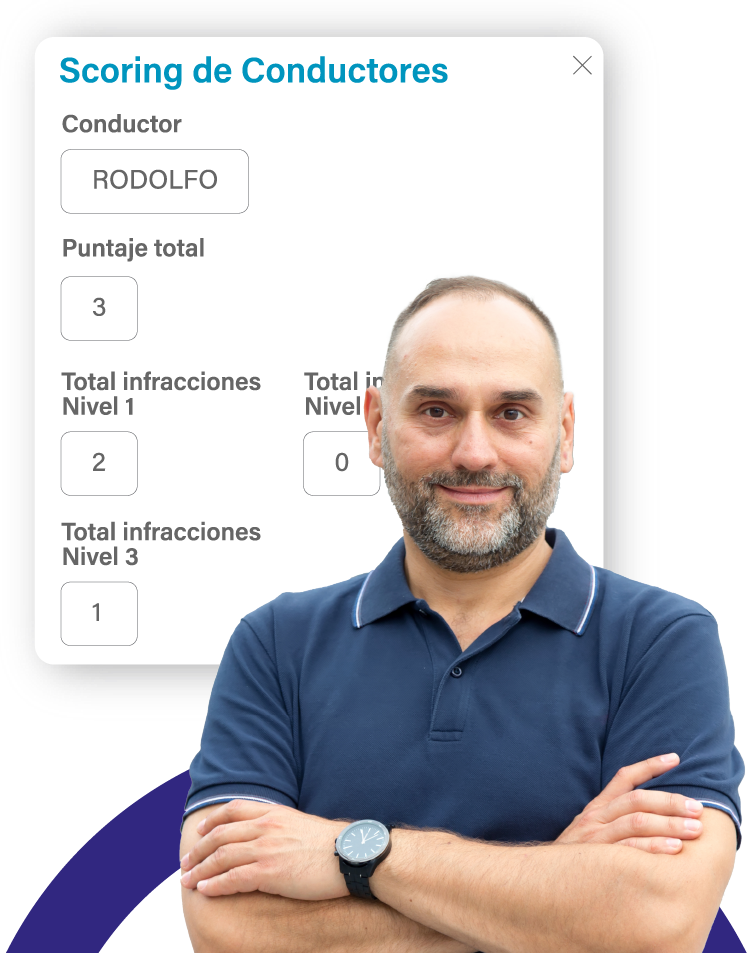 Scoring de Conductores
Conductor
RODOLFO
Puntaje total
3
Total infracciones
Nivel 1
2
Total
Nivel
0
Total infracciones
Nivel 3
1